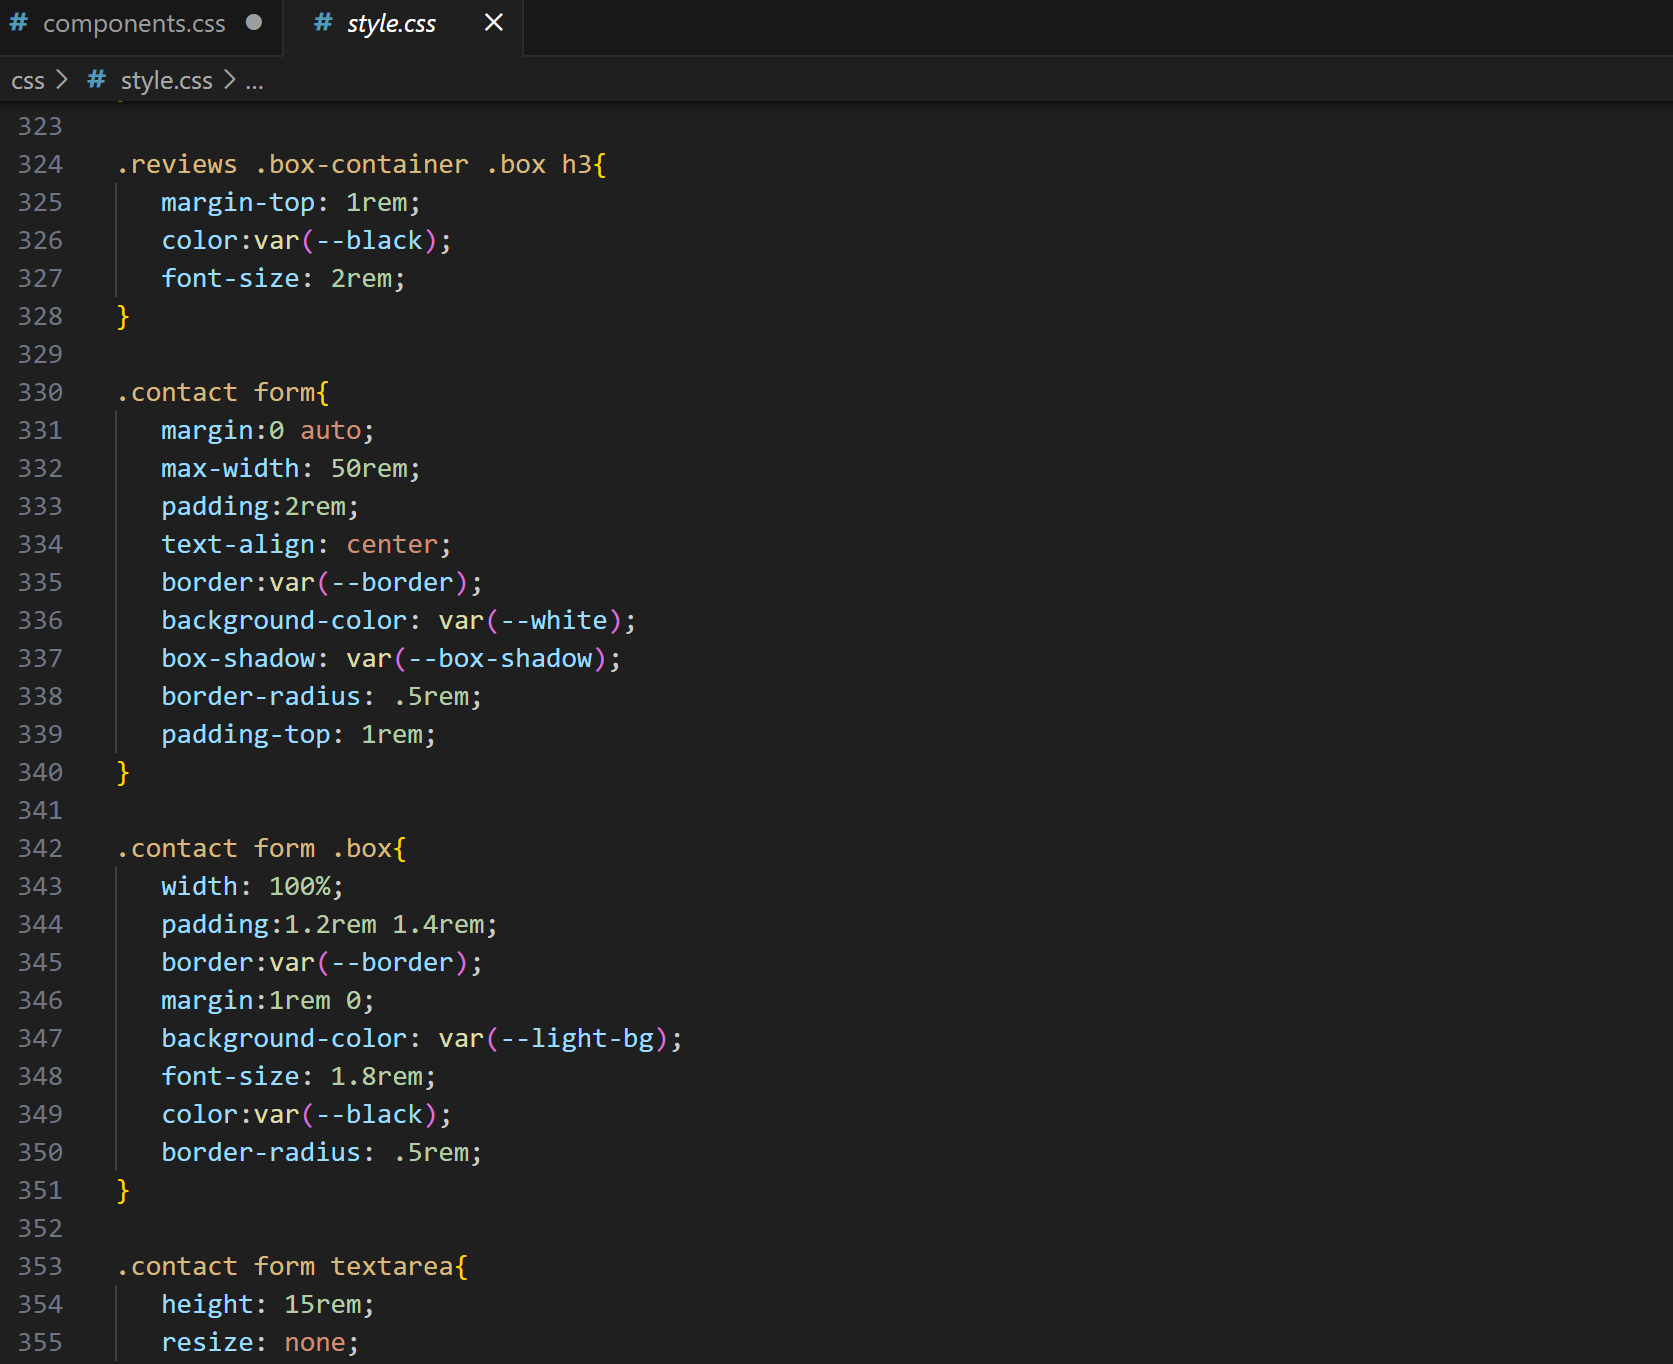 # components.css ● # style.css ×
css > # style.css > ...
323
324 .reviews .box-container .box h3{
325 margin-top: 1rem;
326 color:var(--black);
327 font-size: 2rem;
328 }
329
330 .contact form{
331 margin:0 auto;
332 max-width: 50rem;
333 padding:2rem;
334 text-align: center;
335 border:var(--border);
336 background-color: var(--white);
337 box-shadow: var(--box-shadow);
338 border-radius: .5rem;
339 padding-top: 1rem;
340 }
341
342 .contact form .box{
343 width: 100%;
344 padding:1.2rem 1.4rem;
345 border:var(--border);
346 margin:1rem 0;
347 background-color: var(--light-bg);
348 font-size: 1.8rem;
349 color:var(--black);
350 border-radius: .5rem;
351 }
352
353 .contact form textarea{
354 height: 15rem;
355 resize: none;